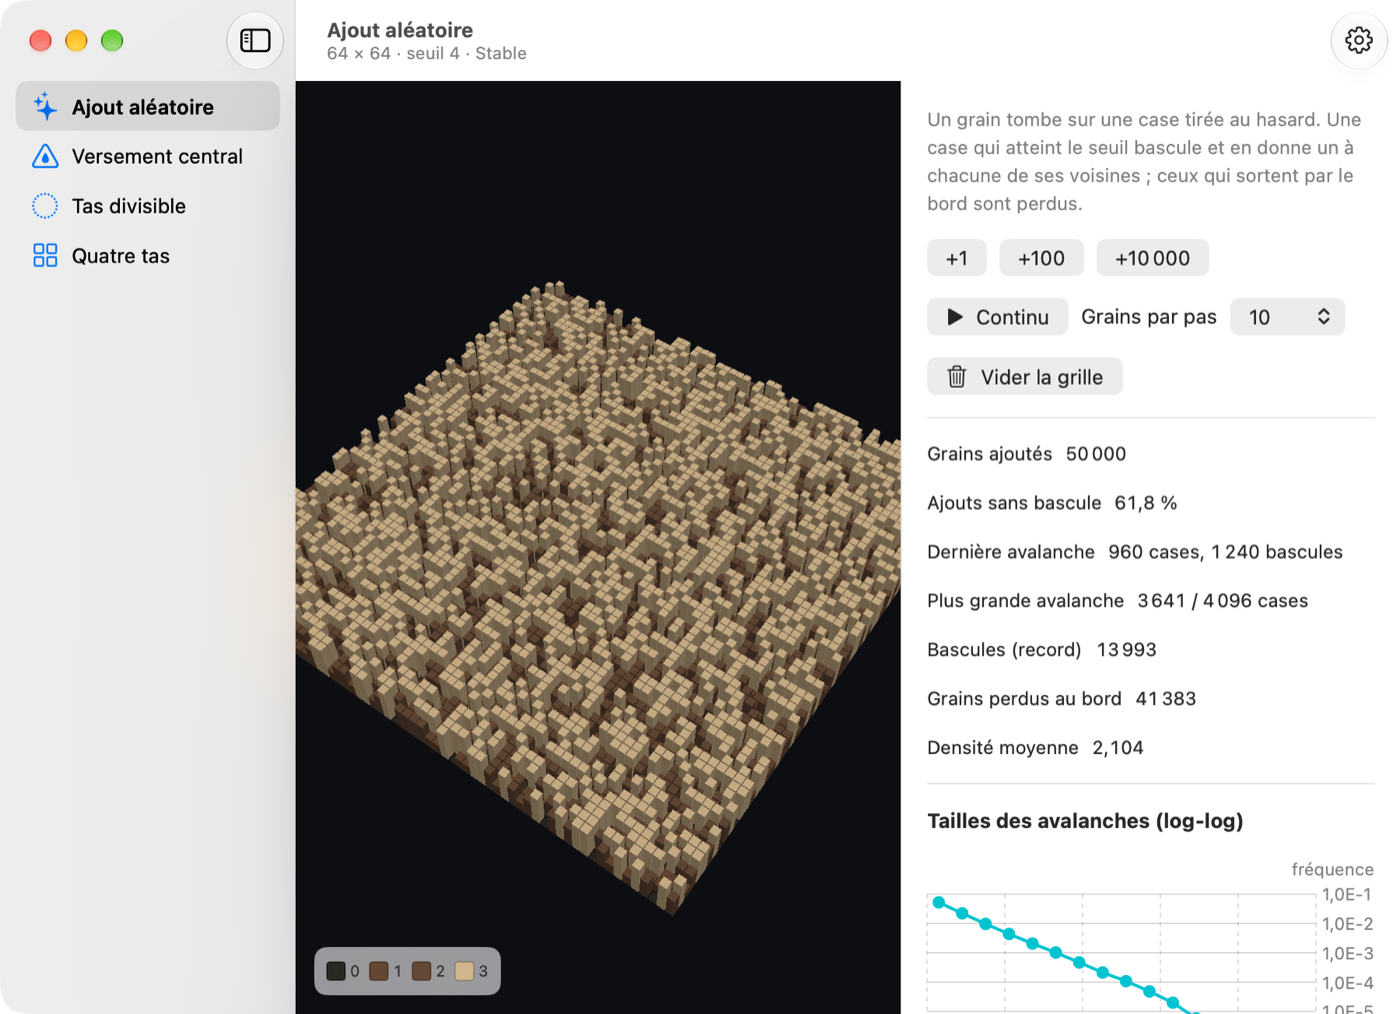 Ajout aléatoire
Versement central
Tas divisible
Quatre tas
Ajout aléatoire
64 × 64 · seuil 4 · Stable
0 1 2 3
Un grain tombe sur une case tirée au hasard. Une
case qui atteint le seuil bascule et en donne un à
chacune de ses voisines ; ceux qui sortent par le
bord sont perdus.
+1 +100 +10 000
Continu Grains par pas 10
Vider la grille
Grains ajoutés 50 000
Ajouts sans bascule 61,8 %
Dernière avalanche 960 cases, 1 240 bascules
Plus grande avalanche 3 641 / 4 096 cases
Bascules (record) 13 993
Grains perdus au bord 41 383
Densité moyenne 2,104
Tailles des avalanches (log-log)
fréquence
1,0E-1
1,0E-2
1,0E-3
1,0E-4
1,0E-5